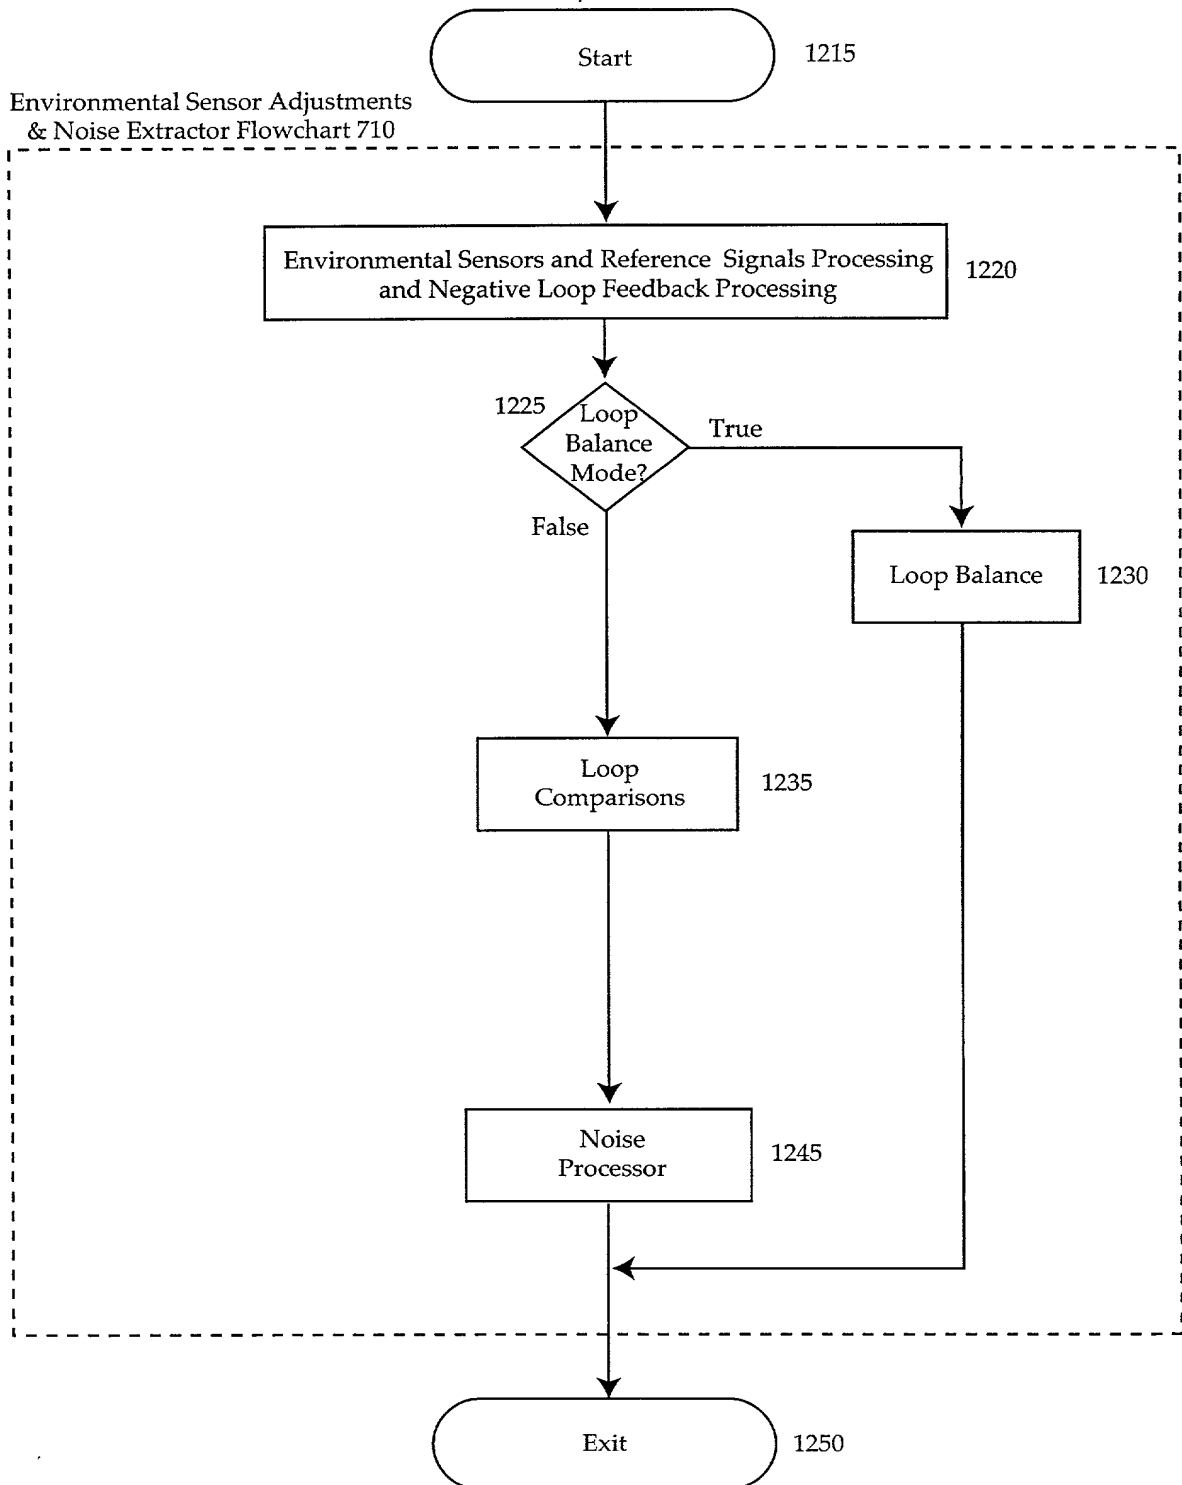 Start
1215
Environmental Sensor Adjustments
& Noise Extractor Flowchart 710
Environmental Sensors and Reference Signals Processing
and Negative Loop Feedback Processing
1220
1225
Loop
Balance
Mode?
True
False
Loop Balance
1230
Loop
Comparisons
1235
Noise
Processor
1245
Exit
1250